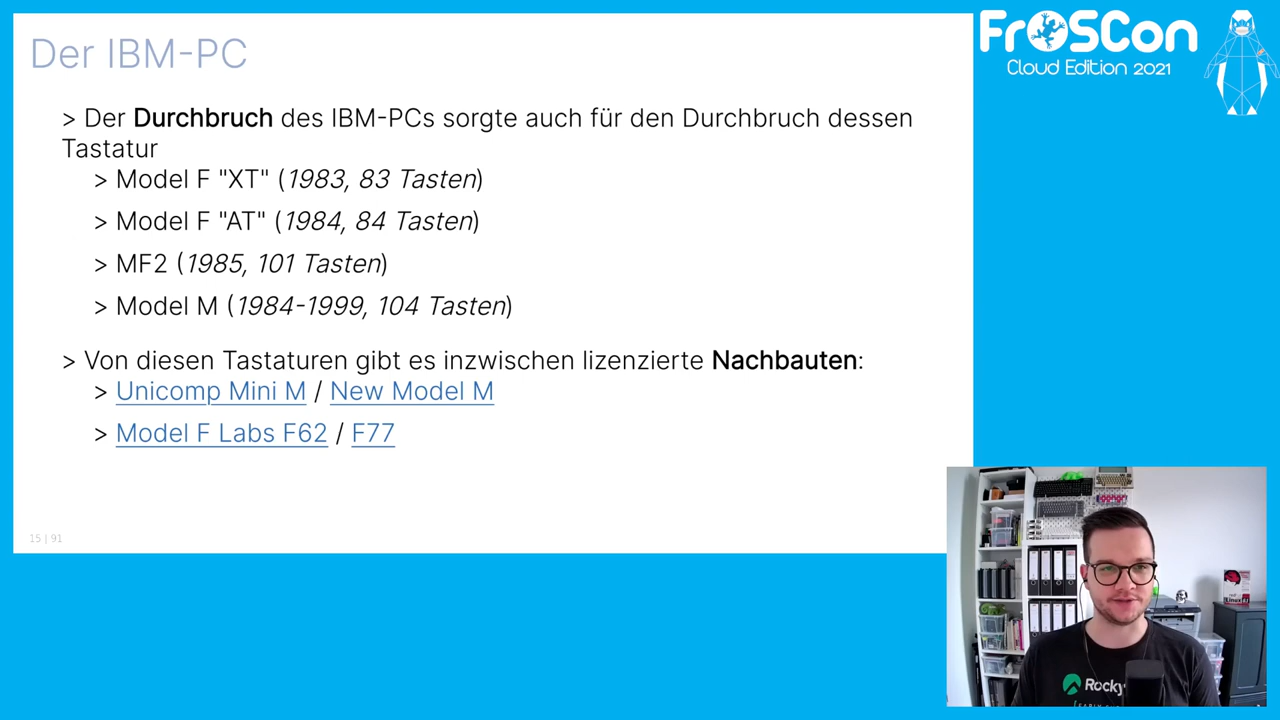 Der IBM-PC
FrOSCon
Cloud Edition 2021
> Der Durchbruch des IBM-PCs sorgte auch für den Durchbruch dessen
Tastatur
> Model F "XT" (1983, 83 Tasten)
> Model F "AT" (1984, 84 Tasten)
> MF2 (1985, 101 Tasten)
> Model M (1984-1999, 104 Tasten)
> Von diesen Tastaturen gibt es inzwischen lizenzierte Nachbauten:
> Unicomp Mini M / New Model M
> Model F Labs F62 / F77
15 | 91
Rocky